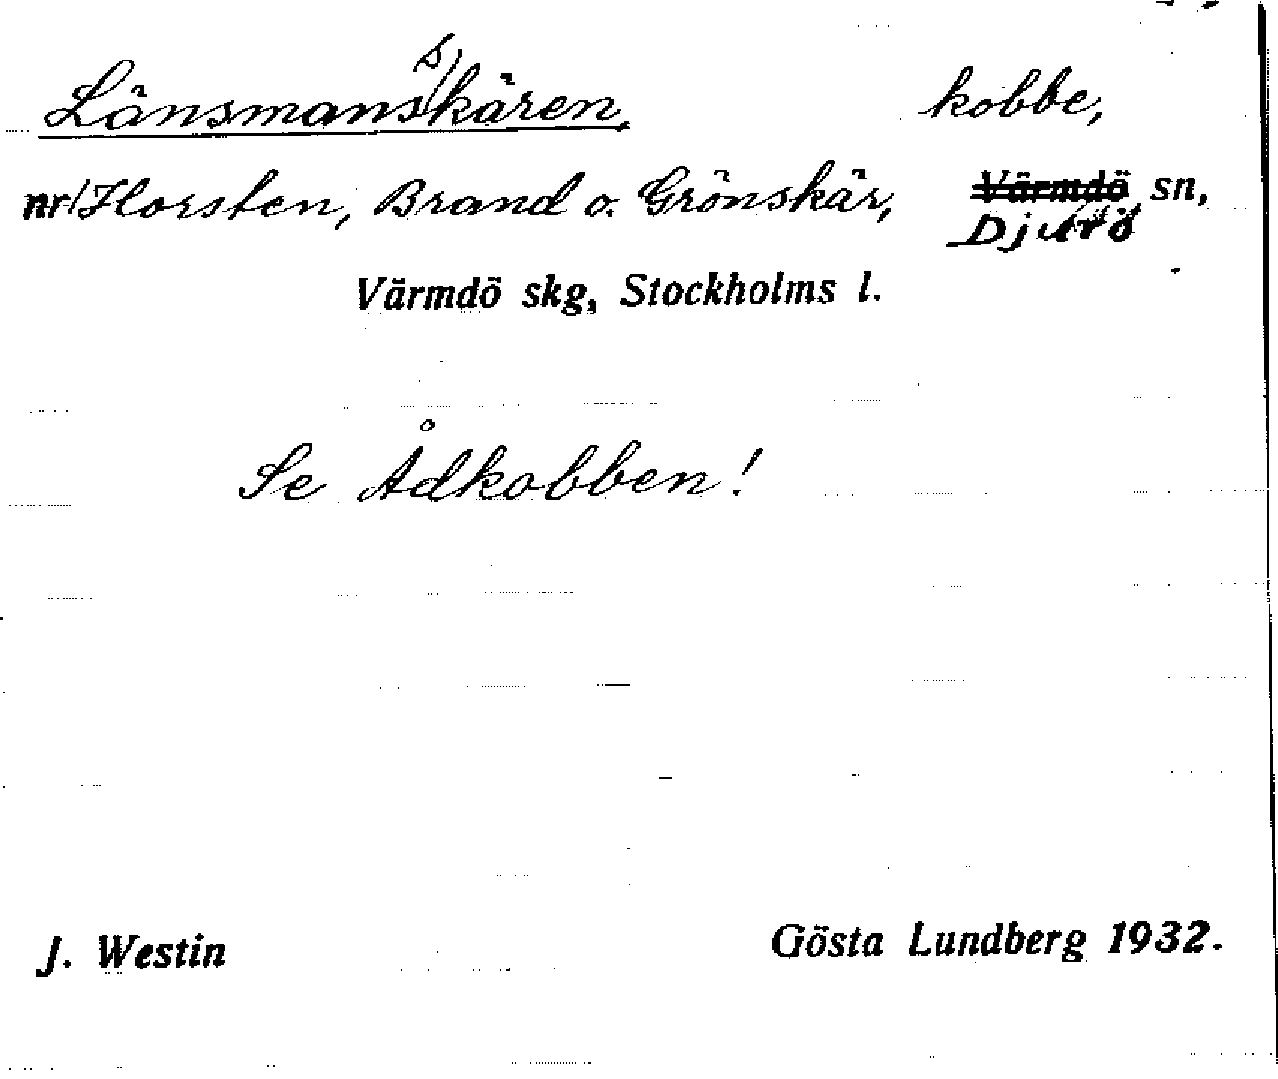 Länsmansskären, kobbe,
nr/Horsten, Brand o. Grönskär, Värmdö sn,
Djurö
Värmdö skg, Stockholms l.
Se Ådkobben!
J. Westin Gösta Lundberg 1932.